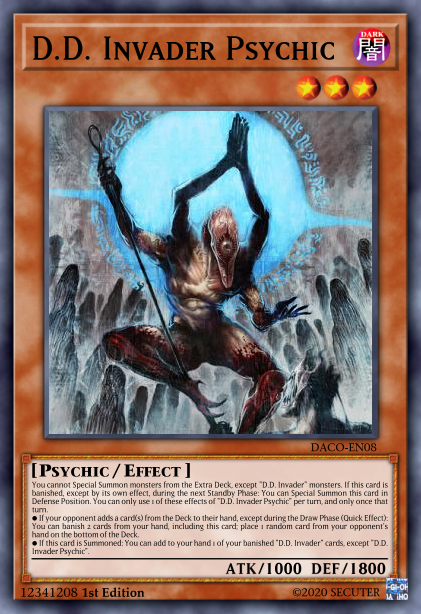 D.D. Invader Psychic
DARK
闇
DACO-EN08
[Psychic / Effect]
You cannot Special Summon monsters from the Extra Deck, except "D.D. Invader" monsters. If this card is
banished, except by its own effect, during the next Standby Phase: You can Special Summon this card in
Defense Position. You can only use 1 of these effects of "D.D. Invader Psychic" per turn, and only once that
turn.
● If your opponent adds a card(s) from the Deck to their hand, except during the Draw Phase (Quick Effect):
You can banish 2 cards from your hand, including this card; place 1 random card from your opponent's
hand on the bottom of the Deck.
● If this card is Summoned: You can add to your hand 1 of your banished "D.D. Invader" cards, except "D.D.
Invader Psychic".
ATK/1000 DEF/1800
12341208 1st Edition
©2020 SECUTER